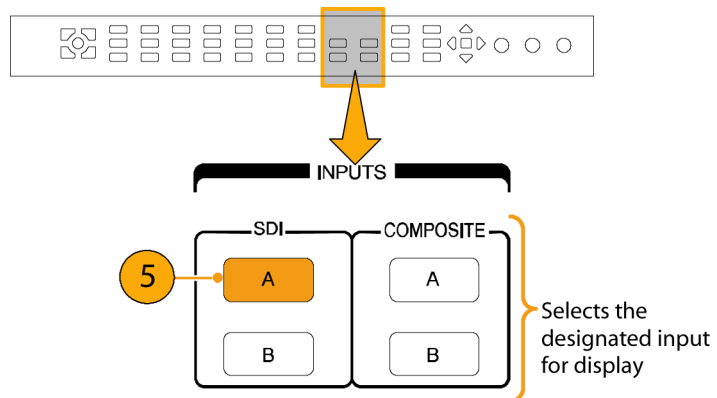 INPUTS
SDI
COMPOSITE
5
A
A
B
B
Selects the
designated input
for display